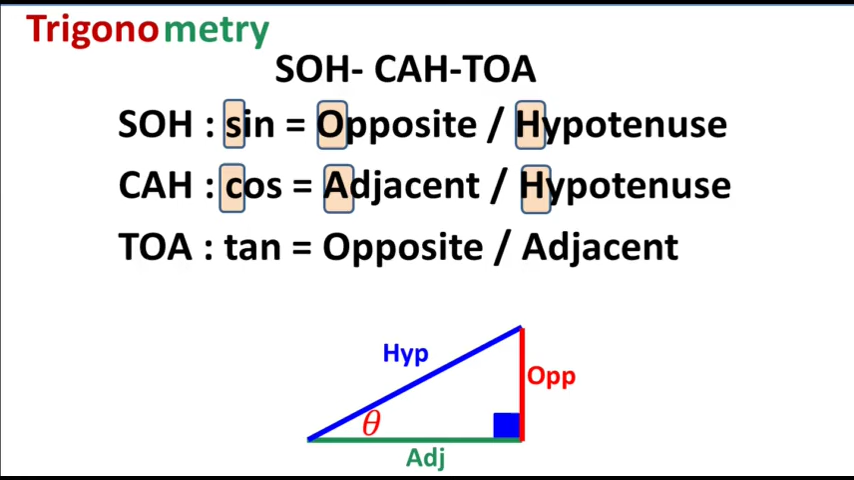 Trigonometry
SOH- CAH-TOA
SOH : sin = Opposite / Hypotenuse
CAH : cos = Adjacent / Hypotenuse
TOA : tan = Opposite / Adjacent
Hyp
Opp
θ
Adj